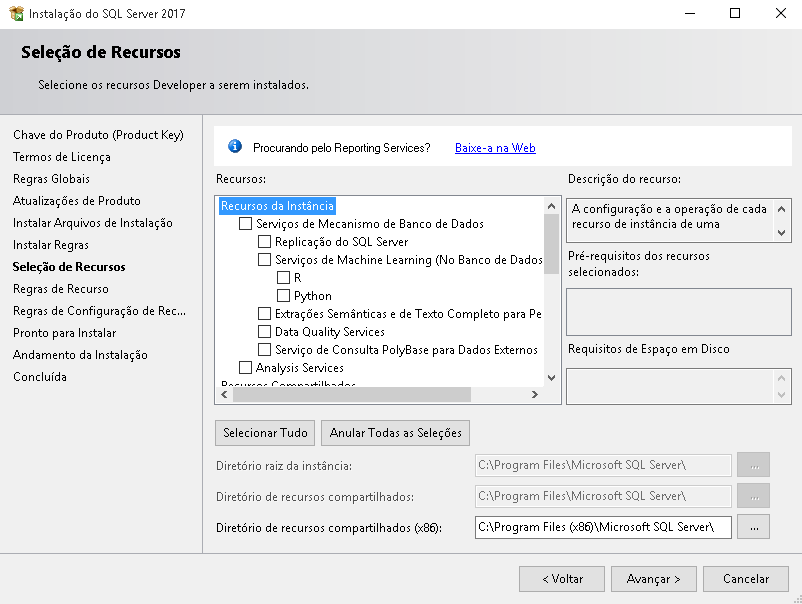 Instalação do SQL Server 2017
Seleção de Recursos
Selecione os recursos Developer a serem instalados.
Chave do Produto (Product Key)
Termos de Licença
Regras Globais
Atualizações de Produto
Instalar Arquivos de Instalação
Instalar Regras
Seleção de Recursos
Regras de Recurso
Regras de Configuração de Rec...
Pronto para Instalar
Andamento da Instalação
Concluída
Procurando pelo Reporting Services? Baixe-a na Web
Recursos:
Recursos da Instância
Serviços de Mecanismo de Banco de Dados
Replicação do SQL Server
Serviços de Machine Learning (No Banco de Dados
R
Python
Extrações Semânticas e de Texto Completo para Pe
Data Quality Services
Serviço de Consulta PolyBase para Dados Externos
Analysis Services
Recursos Compartilhados
Descrição do recurso:
A configuração e a operação de cada
recurso de instância de uma
Pré-requisitos dos recursos
selecionados:
Requisitos de Espaço em Disco
Selecionar Tudo
Anular Todas as Seleções
Diretório raiz da instância:
C:\Program Files\Microsoft SQL Server\
...
Diretório de recursos compartilhados:
C:\Program Files\Microsoft SQL Server\
...
Diretório de recursos compartilhados (x86):
C:\Program Files (x86)\Microsoft SQL Server\
...
< Voltar
Avançar >
Cancelar